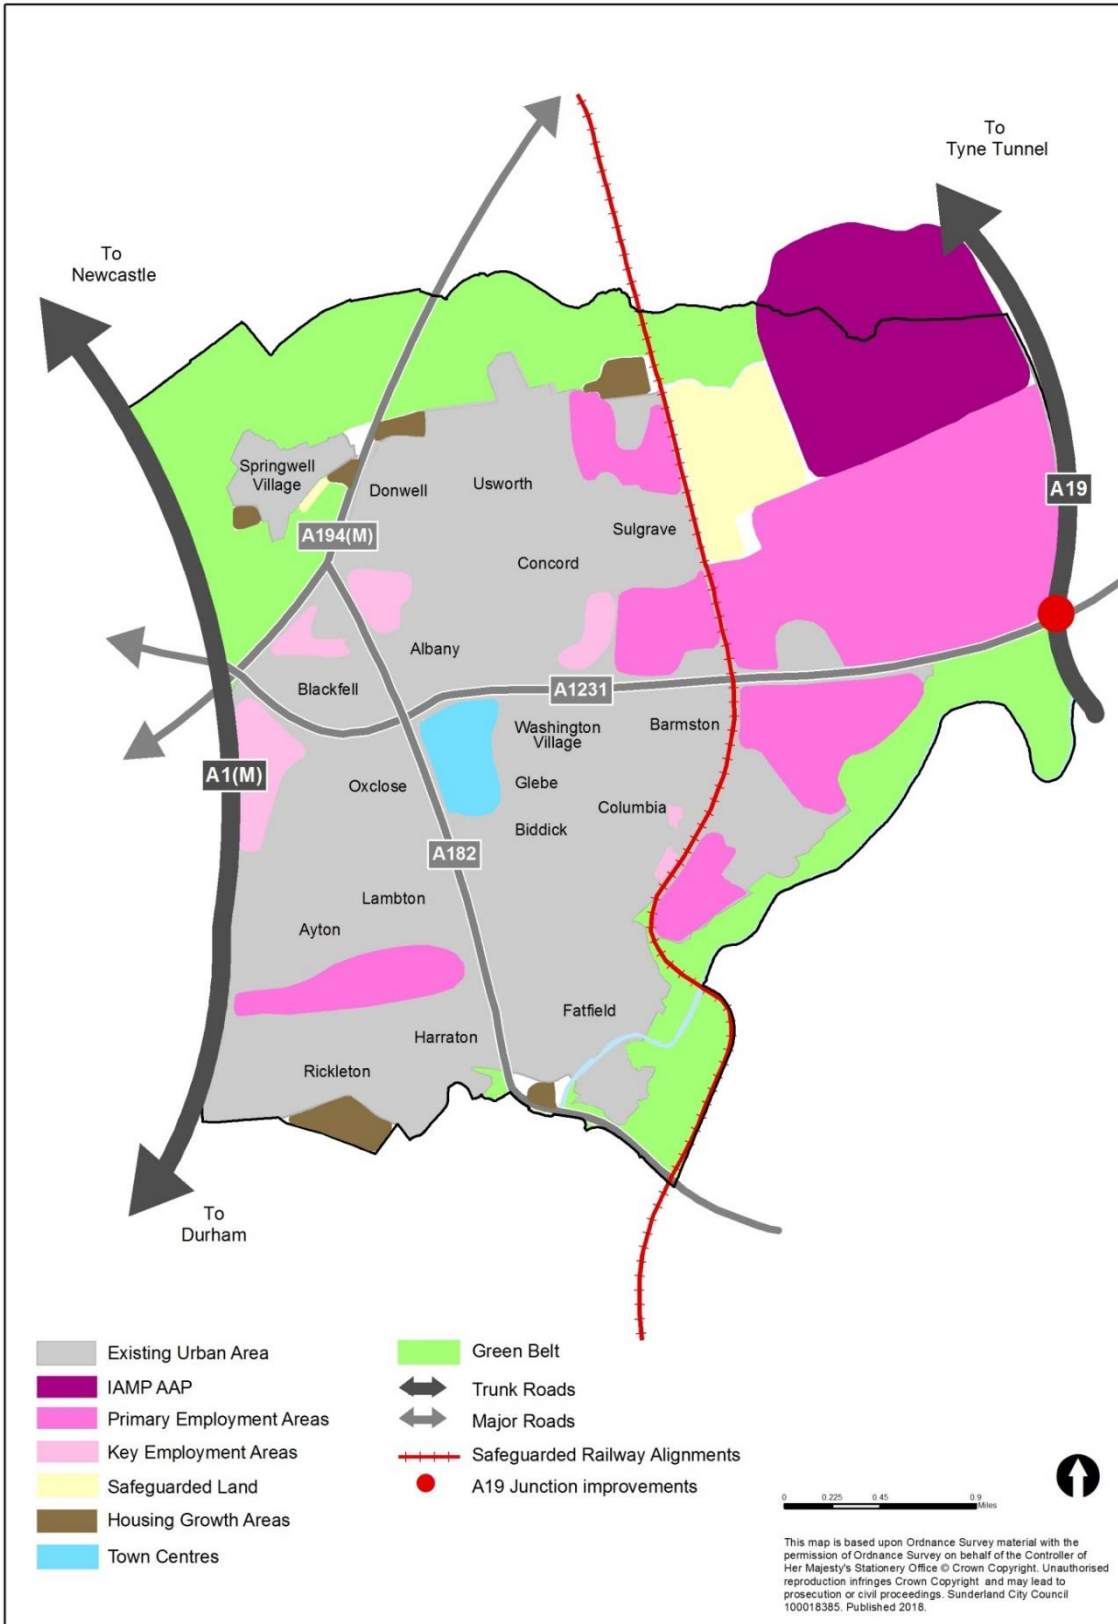 To
Tyne Tunnel
To
Newcastle
Springwell
Village
Donwell
Usworth
A19
A194(M)
Sulgrave
Concord
Albany
Blackfell
A1231
Washington
Village
Barmston
A1(M)
Oxclose
Glebe
Columbia
Biddick
A182
Lambton
Ayton
Fatfield
Harraton
Rickleton
To
Durham
Existing Urban Area
IAMP AAP
Primary Employment Areas
Key Employment Areas
Safeguarded Land
Housing Growth Areas
Town Centres
Green Belt
Trunk Roads
Major Roads
Safeguarded Railway Alignments
A19 Junction improvements
0 0.225 0.45 0.9
Miles
This map is based upon Ordnance Survey material with the
permission of Ordnance Survey on behalf of the Controller of
Her Majesty's Stationery Office © Crown Copyright. Unauthorised
reproduction infringes Crown Copyright and may lead to
prosecution or civil proceedings. Sunderland City Council
100018385. Published 2018.